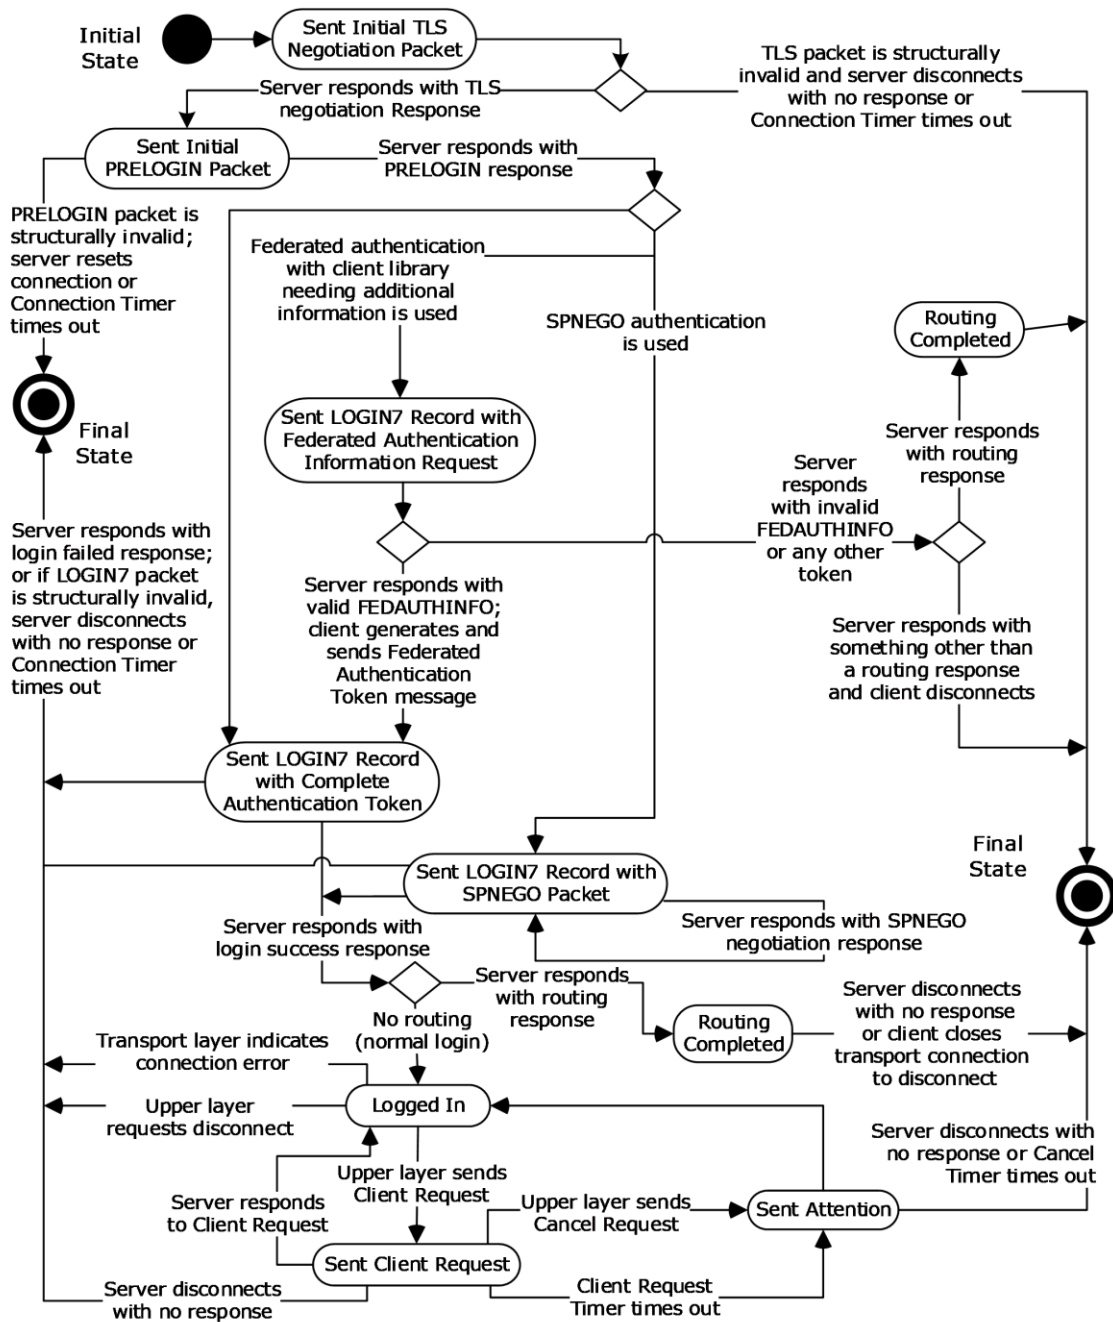 Initial
State
Sent Initial TLS
Negotiation Packet
TLS packet is structurally
invalid and server disconnects
with no response or
Connection Timer times out
Server responds with TLS
negotiation Response
Sent Initial
PRELOGIN Packet
Server responds with
PRELOGIN response
PRELOGIN packet is
structurally invalid;
server resets
connection or
Connection Timer
times out
Federated authentication
with client library
needing additional
information is used
SPNEGO authentication
is used
Routing
Completed
Final
State
Sent LOGIN7 Record with
Federated Authentication
Information Request
Server responds
with routing
response
Server
responds
with invalid
FEDAUTHINFO
or any other
token
Server responds with
login failed response;
or if LOGIN7 packet
is structurally invalid,
server disconnects
with no response or
Connection Timer
times out
Server responds with
valid FEDAUTHINFO;
client generates and
sends Federated
Authentication
Token message
Server responds with
something other than
a routing response
and client disconnects
Sent LOGIN7 Record
with Complete
Authentication Token
Final
State
Sent LOGIN7 Record with
SPNEGO Packet
Server responds with SPNEGO
negotiation response
Server responds with
login success response
Server responds
with routing
response
Routing
Completed
Server disconnects
with no response
or client closes
transport connection
to disconnect
No routing
(normal login)
Transport layer indicates
connection error
Logged In
Upper layer
requests disconnect
Server disconnects with
no response or Cancel
Timer times out
Upper layer sends
Client Request
Server responds
to Client Request
Upper layer sends
Cancel Request
Sent Attention
Sent Client Request
Server disconnects
with no response
Client Request
Timer times out